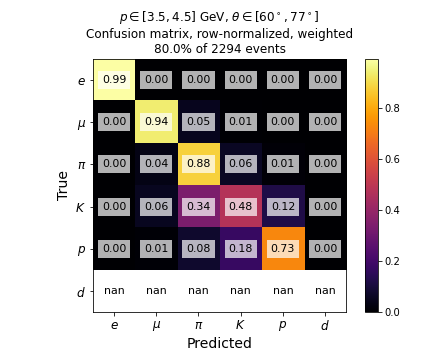 p ∈ [3.5, 4.5] GeV, θ ∈ [60°, 77°]
Confusion matrix, row-normalized, weighted
80.0% of 2294 events
e 0.99 0.00 0.00 0.00 0.00 0.00
μ 0.00 0.94 0.05 0.01 0.00 0.00
π 0.00 0.04 0.88 0.06 0.01 0.00
K 0.00 0.06 0.34 0.48 0.12 0.00
p 0.00 0.01 0.08 0.18 0.73 0.00
d nan nan nan nan nan nan
e μ π K p d
True
Predicted
0.8
0.6
0.4
0.2
0.0